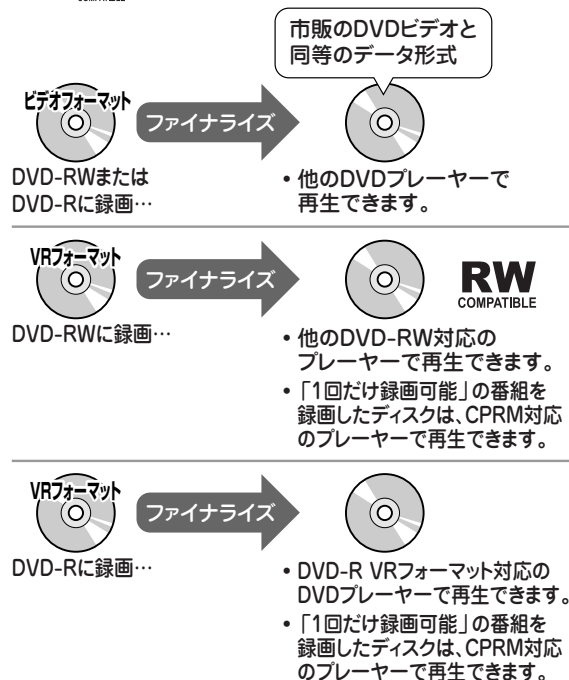 市販のDVDビデオと
同等のデータ形式
ビデオフォーマット
ファイナライズ
DVD-RWまたは
DVD-Rに録画…
• 他のDVDプレーヤーで
再生できます。
VRフォーマット
ファイナライズ
RW
COMPATIBLE
DVD-RWに録画…
• 他のDVD-RW対応の
プレーヤーで再生できます。
• 「1回だけ録画可能」の番組を
録画したディスクは、CPRM対応
のプレーヤーで再生できます。
VRフォーマット
ファイナライズ
DVD-Rに録画…
• DVD-R VRフォーマット対応の
DVDプレーヤーで再生できます。
• 「1回だけ録画可能」の番組を
録画したディスクは、CPRM対応
のプレーヤーで再生できます。